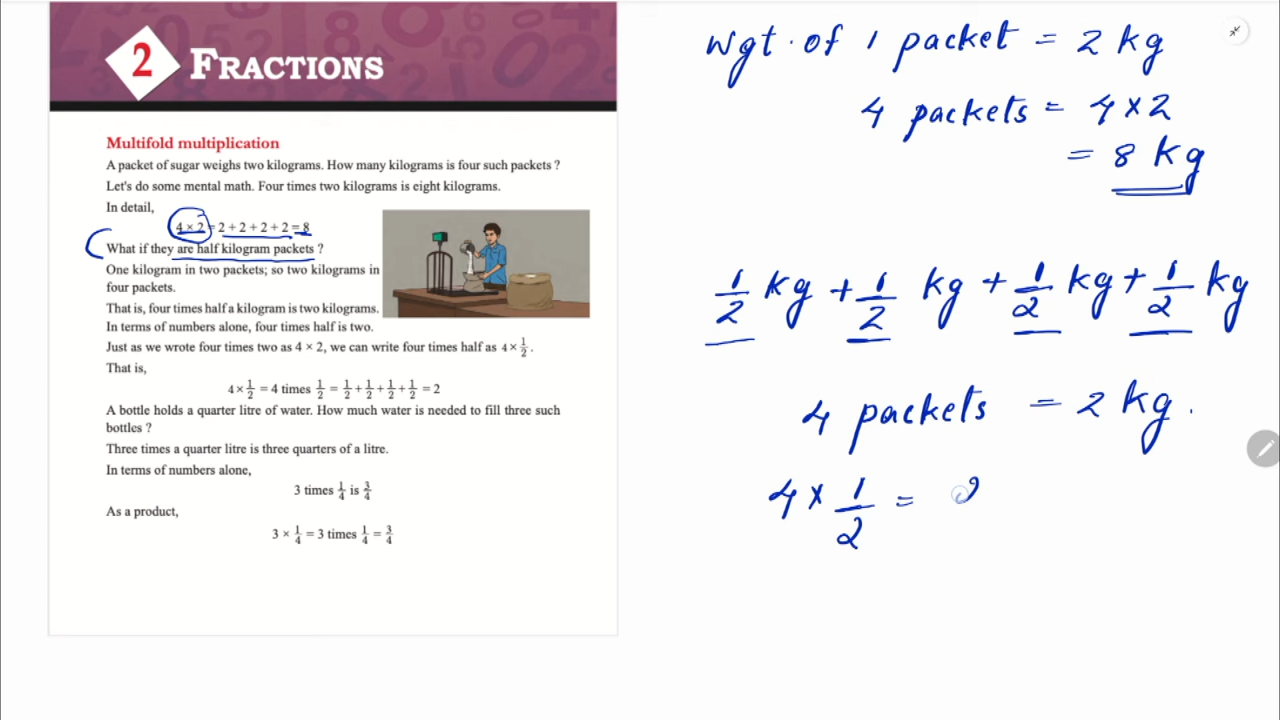 2 FRACTIONS
Multifold multiplication
A packet of sugar weighs two kilograms. How many kilograms is four such packets ?
Let's do some mental math. Four times two kilograms is eight kilograms.
In detail,
4 × 2 = 2 + 2 + 2 + 2 = 8
What if they are half kilogram packets ?
One kilogram in two packets; so two kilograms in
four packets.
That is, four times half a kilogram is two kilograms.
In terms of numbers alone, four times half is two.
Just as we wrote four times two as 4 × 2, we can write four times half as 4 × 1/2 .
That is,
4 × 1/2 = 4 times 1/2 = 1/2 + 1/2 + 1/2 + 1/2 = 2
A bottle holds a quarter litre of water. How much water is needed to fill three such
bottles ?
Three times a quarter litre is three quarters of a litre.
In terms of numbers alone,
3 times 1/4 is 3/4
As a product,
3 × 1/4 = 3 times 1/4 = 3/4
Wgt. of 1 packet = 2 kg
4 packets = 4 × 2
= 8 kg
1/2 kg + 1/2 kg + 1/2 kg + 1/2 kg
4 packets = 2 kg.
4 × 1/2 =